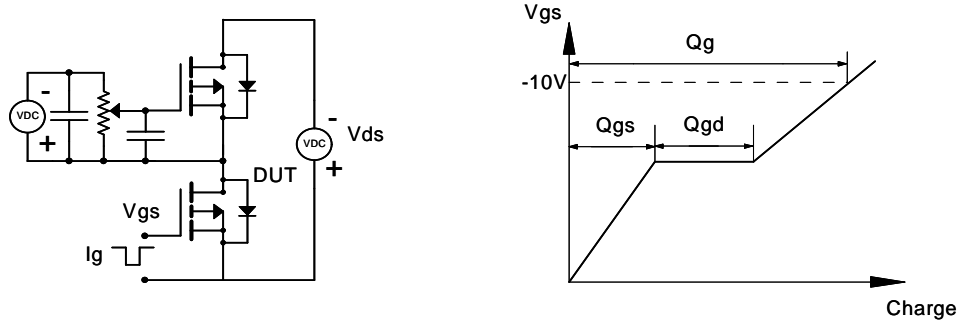 -
VDC
+
-
VDC
+
Vds
DUT
Vgs
Ig
Vgs
Qg
-10V
Qgs
Qgd
Charge